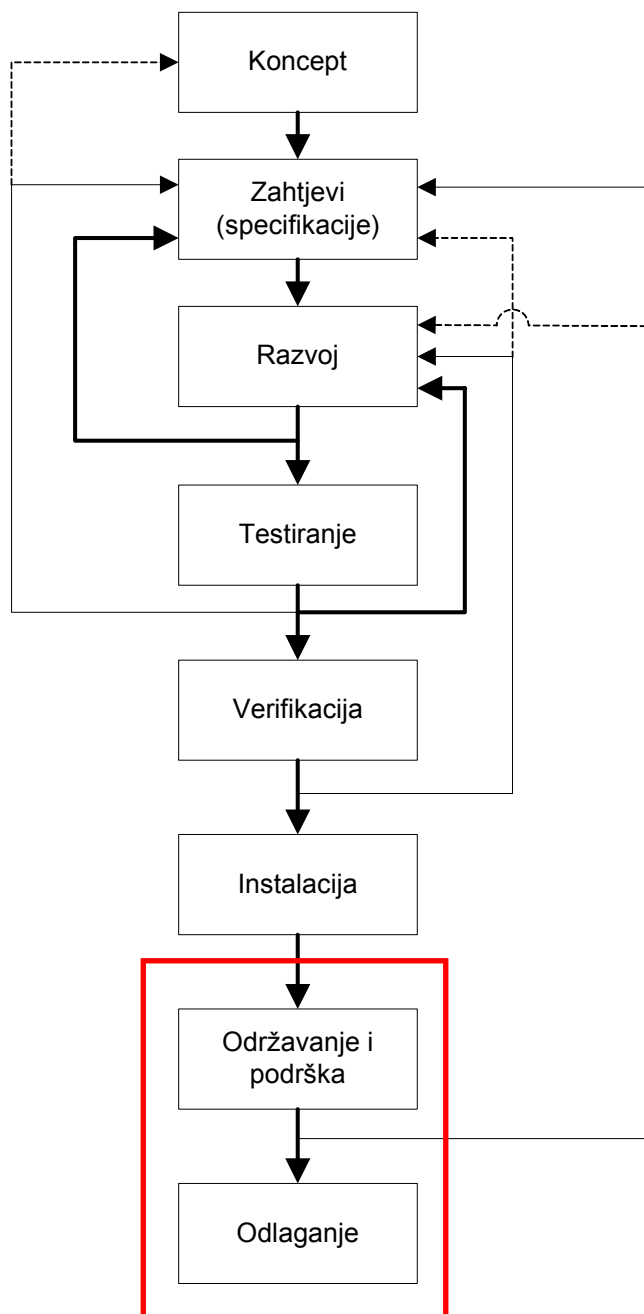 Koncept
Zahtjevi
(specifikacije)
Razvoj
Testiranje
Verifikacija
Instalacija
Održavanje i
podrška
Odlaganje